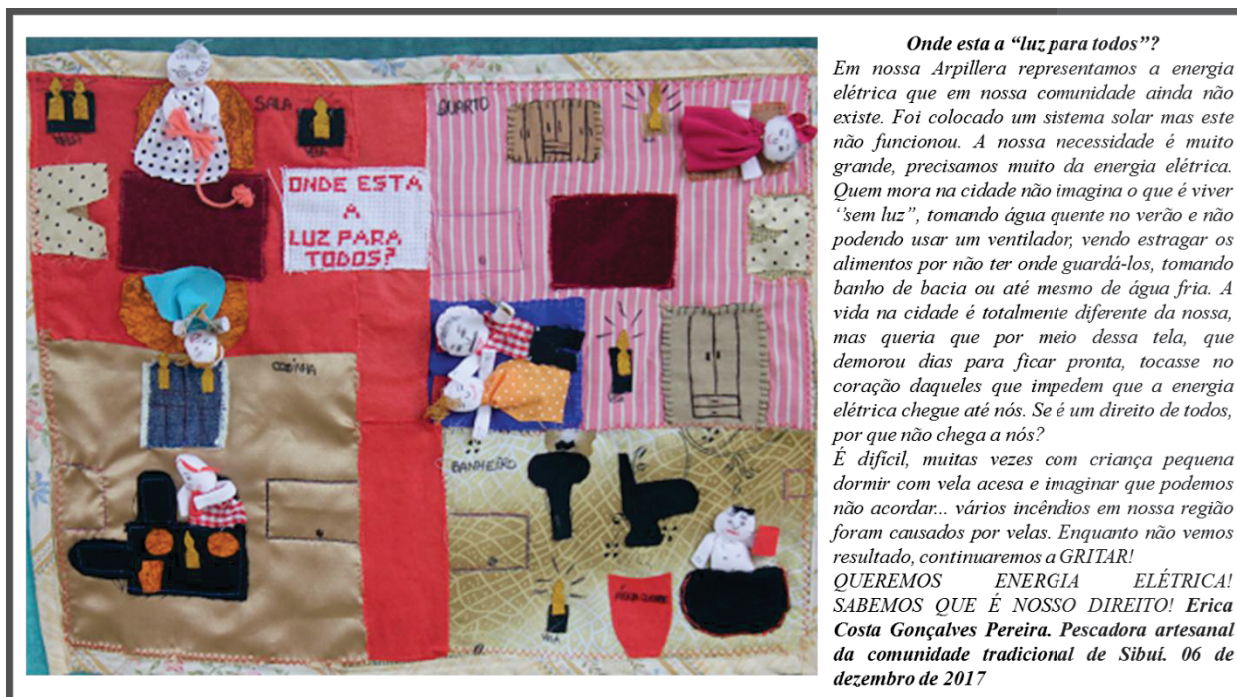 VELA
SALA
VELA
ONDE ESTA
A
LUZ PARA
TODOS?
COZINHA
QUARTO
BANHEIRO
VELA
ÁGUA QUENTE
Onde esta a “luz para todos”?
Em nossa Arpillera representamos a energia
elétrica que em nossa comunidade ainda não
existe. Foi colocado um sistema solar mas este
não funcionou. A nossa necessidade é muito
grande, precisamos muito da energia elétrica.
Quem mora na cidade não imagina o que é viver
‘’sem luz”, tomando água quente no verão e não
podendo usar um ventilador, vendo estragar os
alimentos por não ter onde guardá-los, tomando
banho de bacia ou até mesmo de água fria. A
vida na cidade é totalmente diferente da nossa,
mas queria que por meio dessa tela, que
demorou dias para ficar pronta, tocasse no
coração daqueles que impedem que a energia
elétrica chegue até nós. Se é um direito de todos,
por que não chega a nós?
É difícil, muitas vezes com criança pequena
dormir com vela acesa e imaginar que podemos
não acordar... vários incêndios em nossa região
foram causados por velas. Enquanto não vemos
resultado, continuaremos a GRITAR!
QUEREMOS ENERGIA ELÉTRICA!
SABEMOS QUE É NOSSO DIREITO! Erica
Costa Gonçalves Pereira. Pescadora artesanal
da comunidade tradicional de Sibuí. 06 de
dezembro de 2017